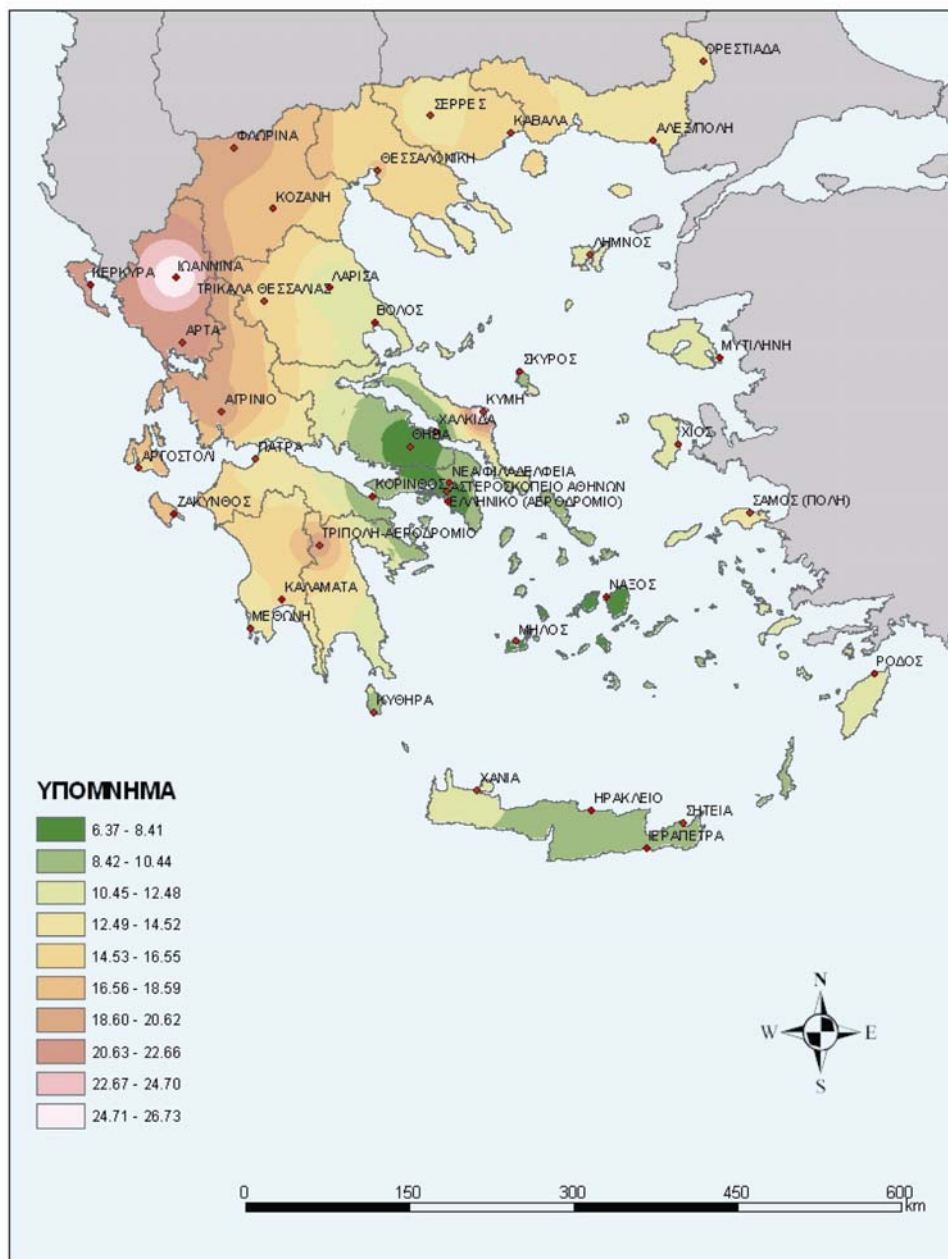 ΟΡΕΣΤΙΑΔΑ
ΣΕΡΡΕΣ
ΚΑΒΑΛΑ
ΑΛΕΞ/ΠΟΛΗ
ΦΛΩΡΙΝΑ
ΘΕΣΣΑΛΟΝΙΚΗ
ΚΟΖΑΝΗ
ΛΗΜΝΟΣ
ΚΕΡΚΥΡΑ
ΙΩΑΝΝΙΝΑ
ΤΡΙΚΑΛΑ ΘΕΣΣΑΛΙΑΣ
ΛΑΡΙΣΑ
ΒΟΛΟΣ
ΑΡΤΑ
ΜΥΤΙΛΗΝΗ
ΣΚΥΡΟΣ
ΑΓΡΙΝΙΟ
ΚΥΜΗ
ΧΑΛΚΙΔΑ
ΘΗΒΑ
ΧΙΟΣ
ΑΡΓΟΣΤΟΛΙ
ΠΑΤΡΑ
ΝΕΑ ΦΙΛΑΔΕΛΦΕΙΑ
ΚΟΡΙΝΘΟΣ
ΑΣΤΕΡΟΣΚΟΠΕΙΟ ΑΘΗΝΩΝ
ΕΛΛΗΝΙΚΟ (ΑΕΡΟΔΡΟΜΙΟ)
ΖΑΚΥΝΘΟΣ
ΣΑΜΟΣ (ΠΟΛΗ)
ΤΡΙΠΟΛΗ-ΑΕΡΟΔΡΟΜΙΟ
ΝΑΞΟΣ
ΚΑΛΑΜΑΤΑ
ΜΕΘΩΝΗ
ΜΗΛΟΣ
ΡΟΔΟΣ
ΚΥΘΗΡΑ
ΧΑΝΙΑ
ΗΡΑΚΛΕΙΟ
ΣΗΤΕΙΑ
ΙΕΡΑΠΕΤΡΑ
ΥΠΟΜΝΗΜΑ
6.37 - 8.41
8.42 - 10.44
10.45 - 12.48
12.49 - 14.52
14.53 - 16.55
16.56 - 18.59
18.60 - 20.62
20.63 - 22.66
22.67 - 24.70
24.71 - 26.73
N
W E
S
0 150 300 450 600
km